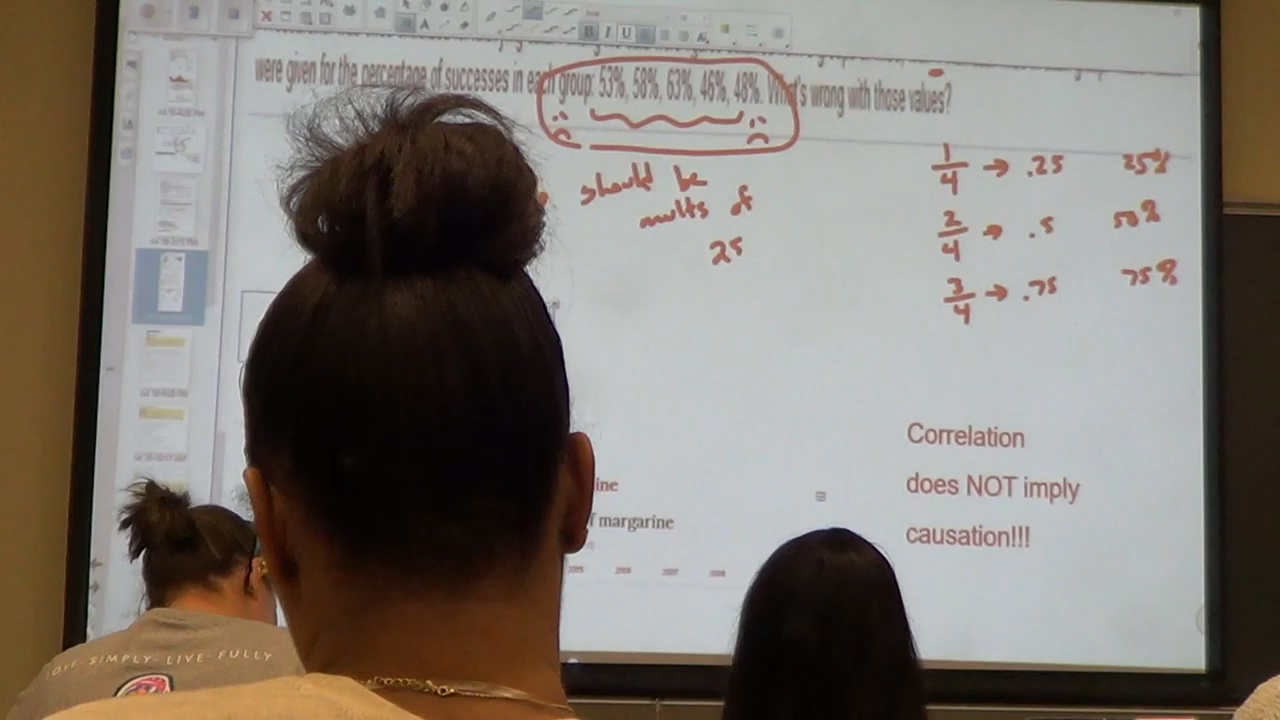 were given for the percentage of successes in each group: 53%, 58%, 63%, 46%, 48%. What's wrong with those values?
should be
mults of
25
1/4 → .25 25%
2/4 → .5 50%
3/4 → .75 75%
Correlation
does NOT imply
causation!!!
ine
f margarine
SIMPLY-LIVE-FULLY